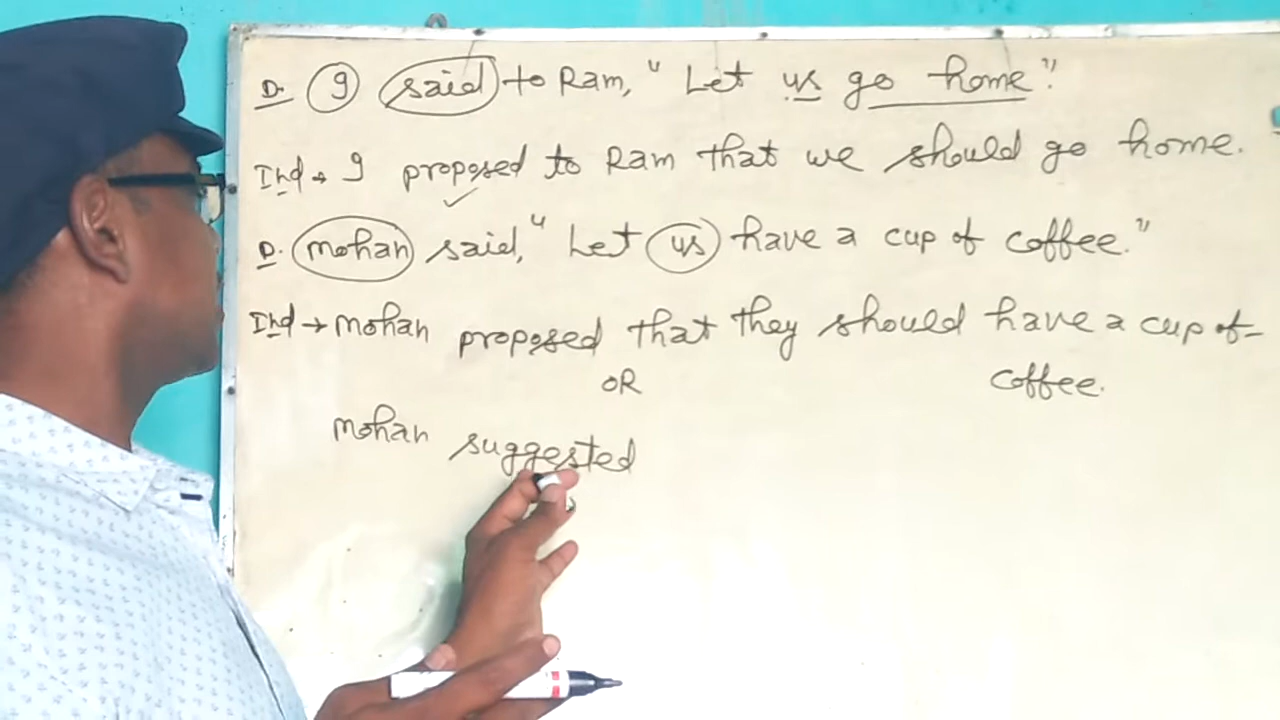 D. I said to Ram, "Let us go home."
Ind → I proposed to Ram that we should go home.
D. Mohan said, "Let us have a cup of coffee."
Ind → Mohan proposed that they should have a cup of
coffee.
OR
Mohan suggested